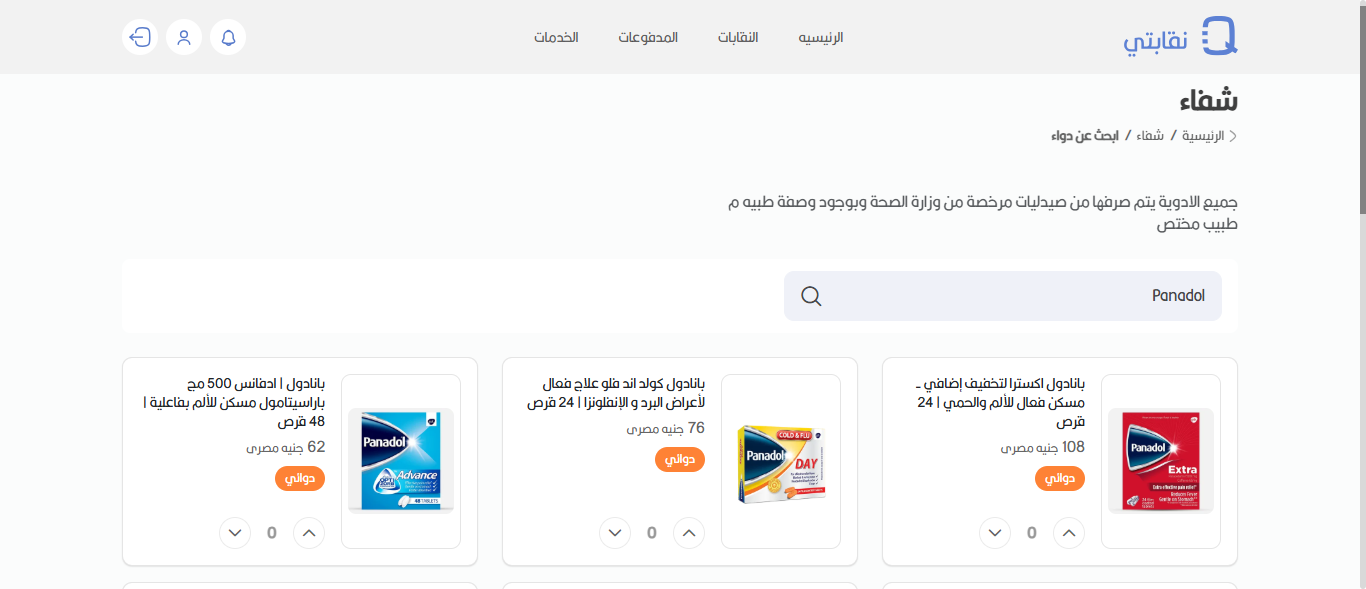 نقابتي
الرئيسيه
النقابات
المدفوعات
الخدمات
شفاء
الرئيسية / شفاء / ابحث عن دواء
جميع الادوية يتم صرفها من صيدليات مرخصة من وزارة الصحة وبوجود وصفة طبيه م
طبيب مختص
Panadol
Panadol
Extra
بانادول اكسترا لتخفيف إضافي ـ
مسكن فعال للألم والحمي | 24
قرص
108 جنيه مصرى
دوائي
0
COLD & FLU
Panadol
DAY
بانادول كولد اند فلو علاج فعال
لأعراض البرد و الإنفلونزا | 24 قرص
76 جنيه مصرى
دوائي
0
Panadol
Advance
48 TABLETS
بانادول | ادفانس 500 مج
باراسيتامول مسكن للألم بفاعلية |
48 قرص
62 جنيه مصرى
دوائي
0